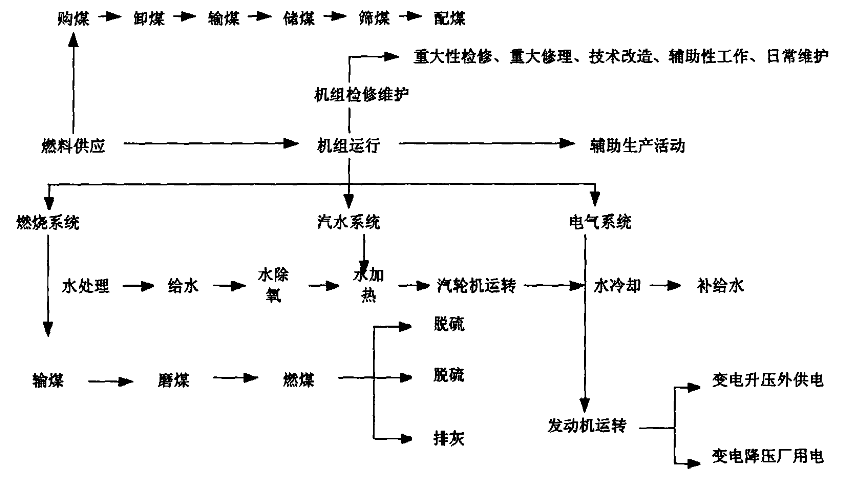 购煤 卸煤 输煤 储煤 筛煤 配煤
重大性检修、重大修理、技术改造、辅助性工作、日常维护
机组检修维护
燃料供应 机组运行 辅助生产活动
燃烧系统 汽水系统 电气系统
水处理 给水 水除氧 水加热 汽轮机运转 水冷却 补给水
脱硫
输煤 磨煤 燃煤 脱硫 变电升压外供电
发动机运转
排灰
变电降压厂用电